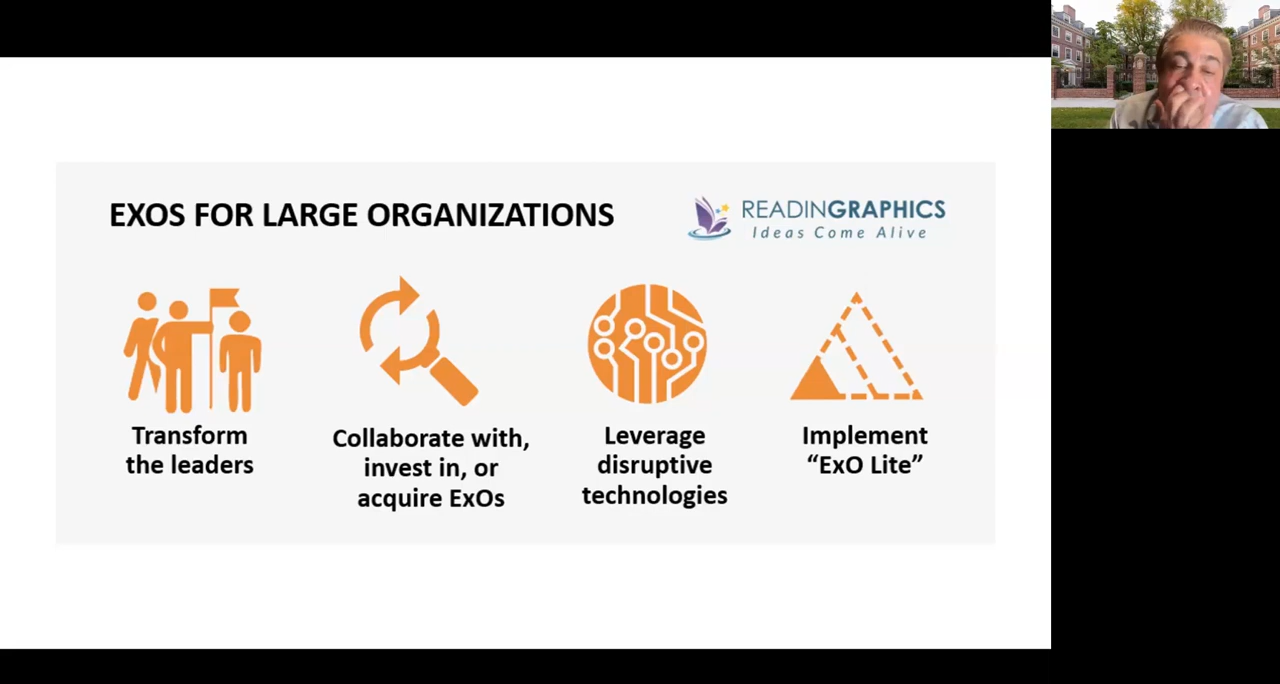 EXOS FOR LARGE ORGANIZATIONS
READINGRAPHICS
Ideas Come Alive
Transform
the leaders
Collaborate with,
invest in, or
acquire ExOs
Leverage
disruptive
technologies
Implement
“ExO Lite”